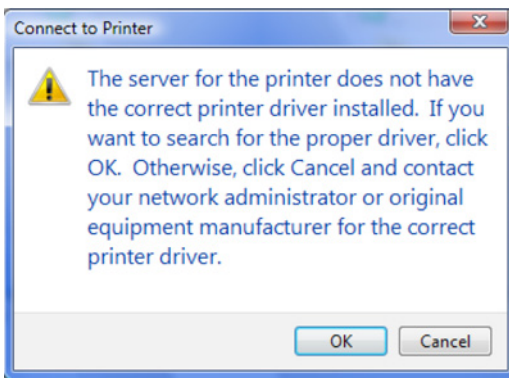 Connect to Printer
The server for the printer does not have
the correct printer driver installed. If you
want to search for the proper driver, click
OK. Otherwise, click Cancel and contact
your network administrator or original
equipment manufacturer for the correct
printer driver.
OK
Cancel